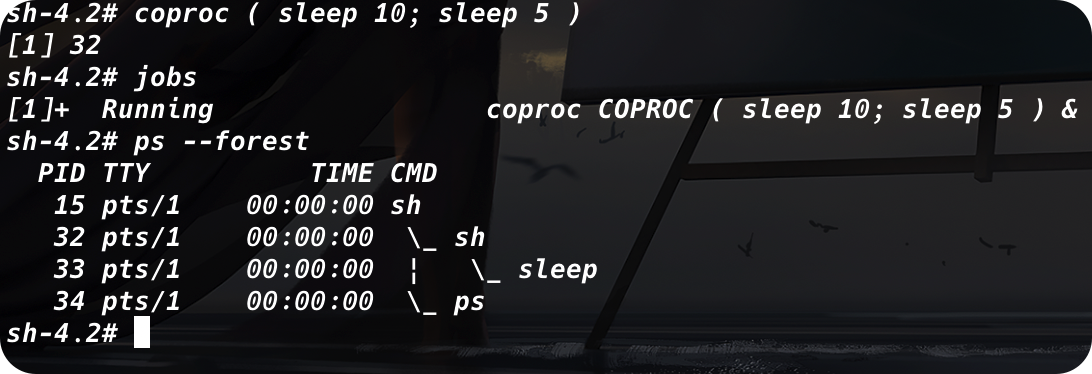 sh-4.2# coproc ( sleep 10; sleep 5 )
[1] 32
sh-4.2# jobs
[1]+  Running                 coproc COPROC ( sleep 10; sleep 5 ) &
sh-4.2# ps --forest
  PID TTY          TIME CMD
   15 pts/1    00:00:00 sh
   32 pts/1    00:00:00  \_ sh
   33 pts/1    00:00:00  ¦   \_ sleep
   34 pts/1    00:00:00  \_ ps
sh-4.2#